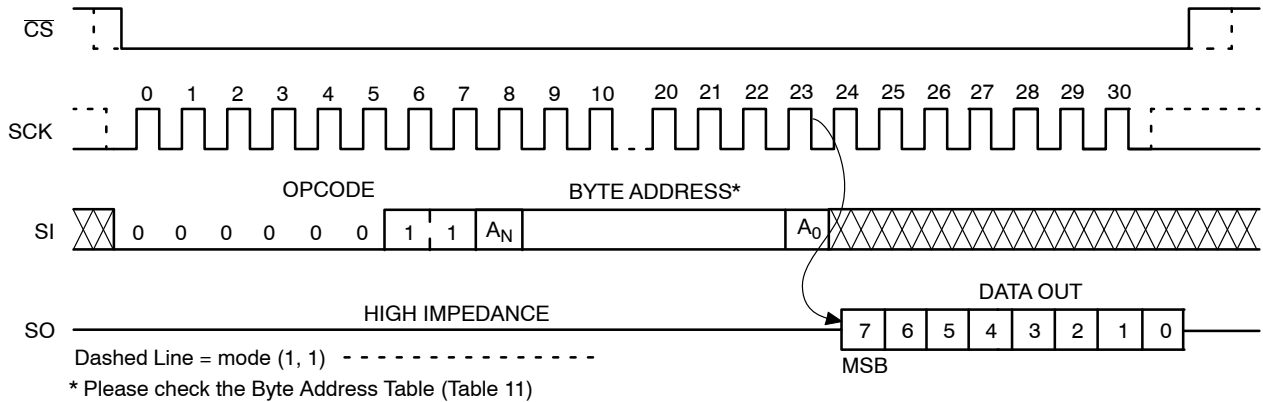 CS
0 1 2 3 4 5 6 7 8 9 10 20 21 22 23 24 25 26 27 28 29 30
SCK
OPCODE BYTE ADDRESS*
SI 0 0 0 0 0 0 1 1 AN A0
DATA OUT
HIGH IMPEDANCE
SO 7 6 5 4 3 2 1 0
Dashed Line = mode (1, 1) - - - - - - - - - - - - - - - -
MSB
* Please check the Byte Address Table (Table 11)